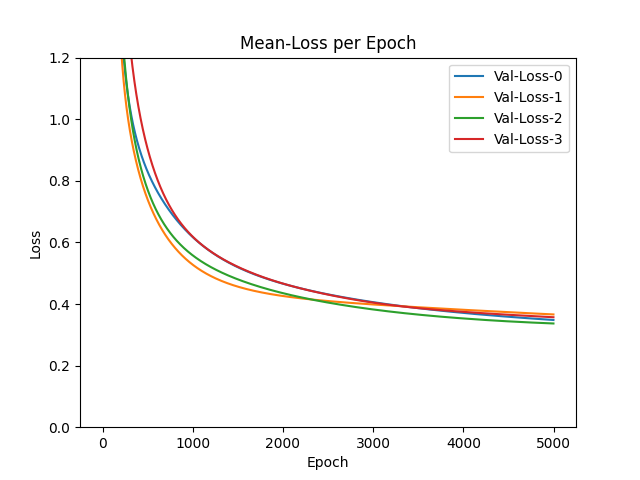 Mean-Loss per Epoch
Val-Loss-0
Val-Loss-1
Val-Loss-2
Val-Loss-3
Loss
1.2
1.0
0.8
0.6
0.4
0.2
0.0
0 1000 2000 3000 4000 5000
Epoch